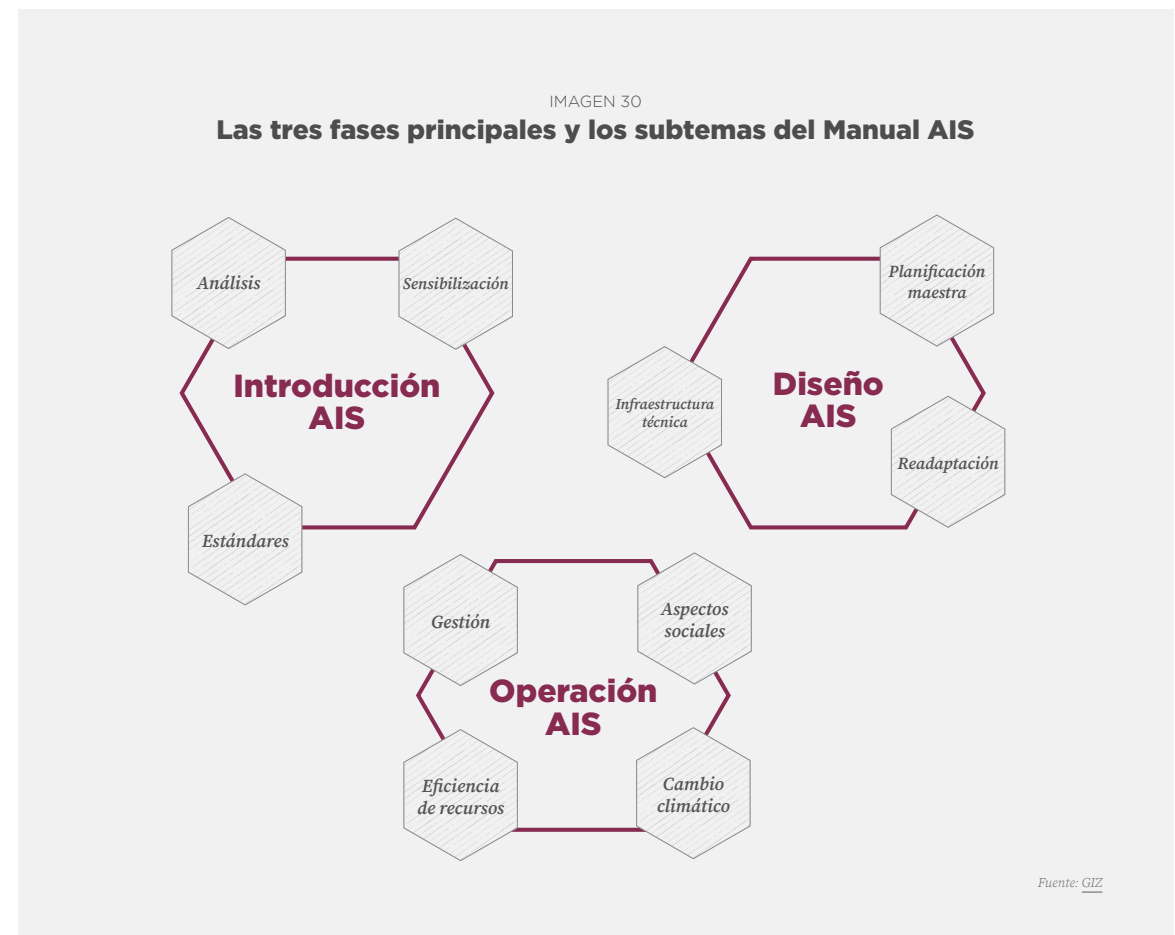 IMAGEN 30
Las tres fases principales y los subtemas del Manual AIS
Análisis
Sensibilización
Introducción
AIS
Estándares
Planificación
maestra
Infraestructura
técnica
Diseño
AIS
Readaptación
Gestión
Aspectos
sociales
Operación
AIS
Eficiencia
de recursos
Cambio
climático
Fuente: GIZ